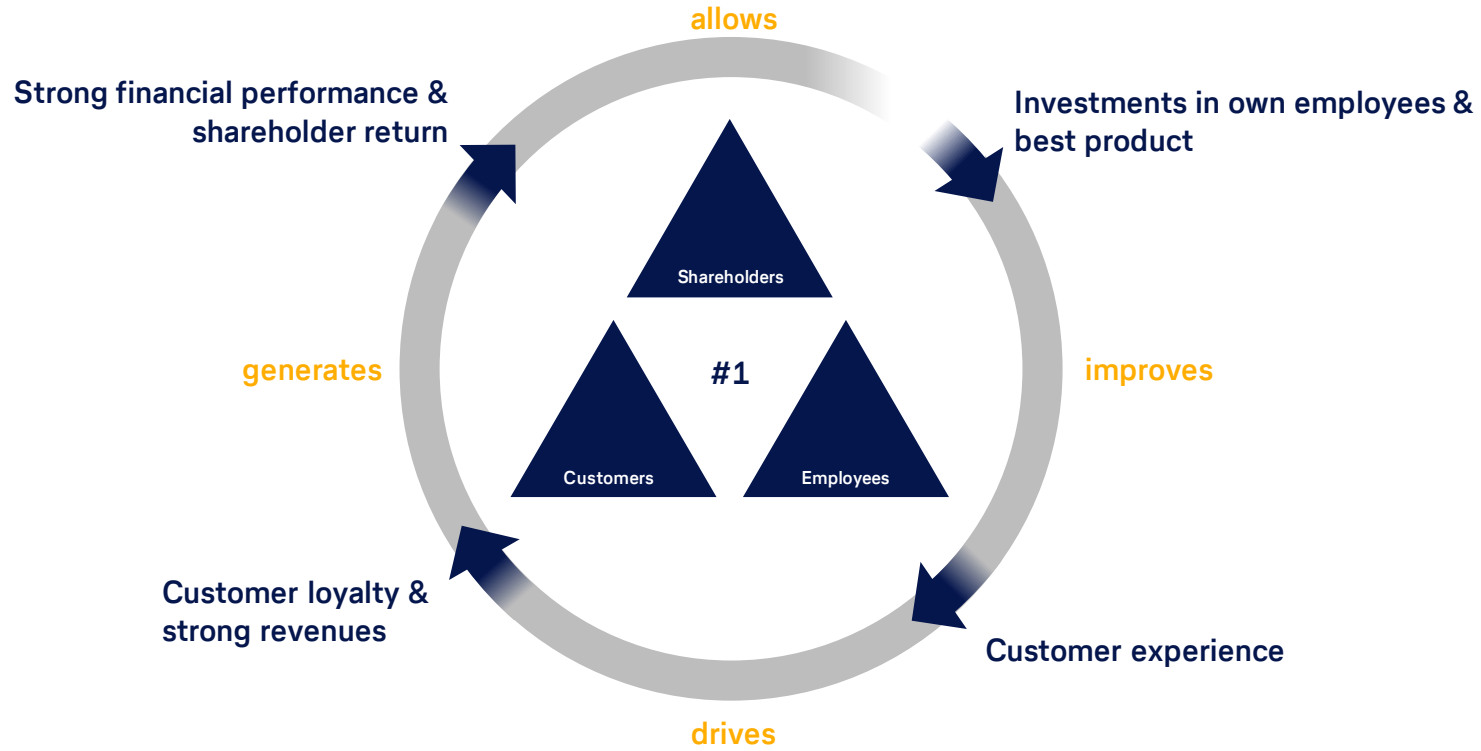 allows
Strong financial performance &
shareholder return
Investments in own employees &
best product
Shareholders
generates
#1
improves
Customers
Employees
Customer loyalty &
strong revenues
Customer experience
drives